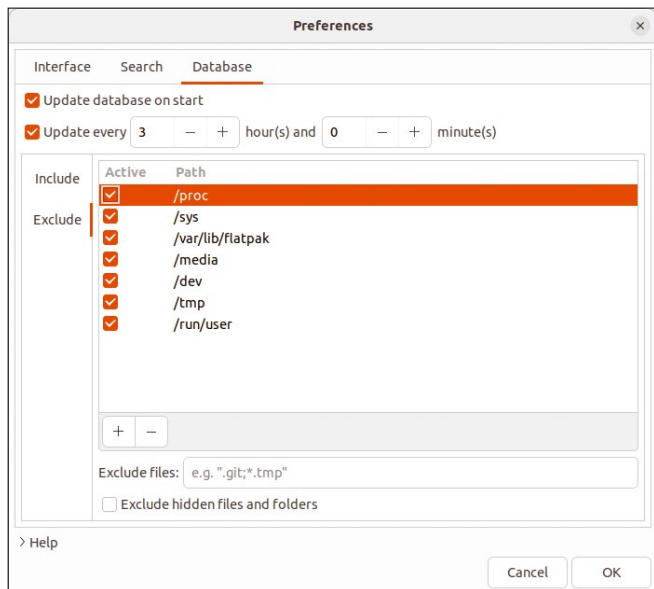 Preferences
Interface Search Database
Update database on start
Update every 3 − + hour(s) and 0 − + minute(s)
Include
Exclude
Active Path
/proc
/sys
/var/lib/flatpak
/media
/dev
/tmp
/run/user
+ −
Exclude files: e.g. ".git;*.tmp"
Exclude hidden files and folders
> Help
Cancel OK